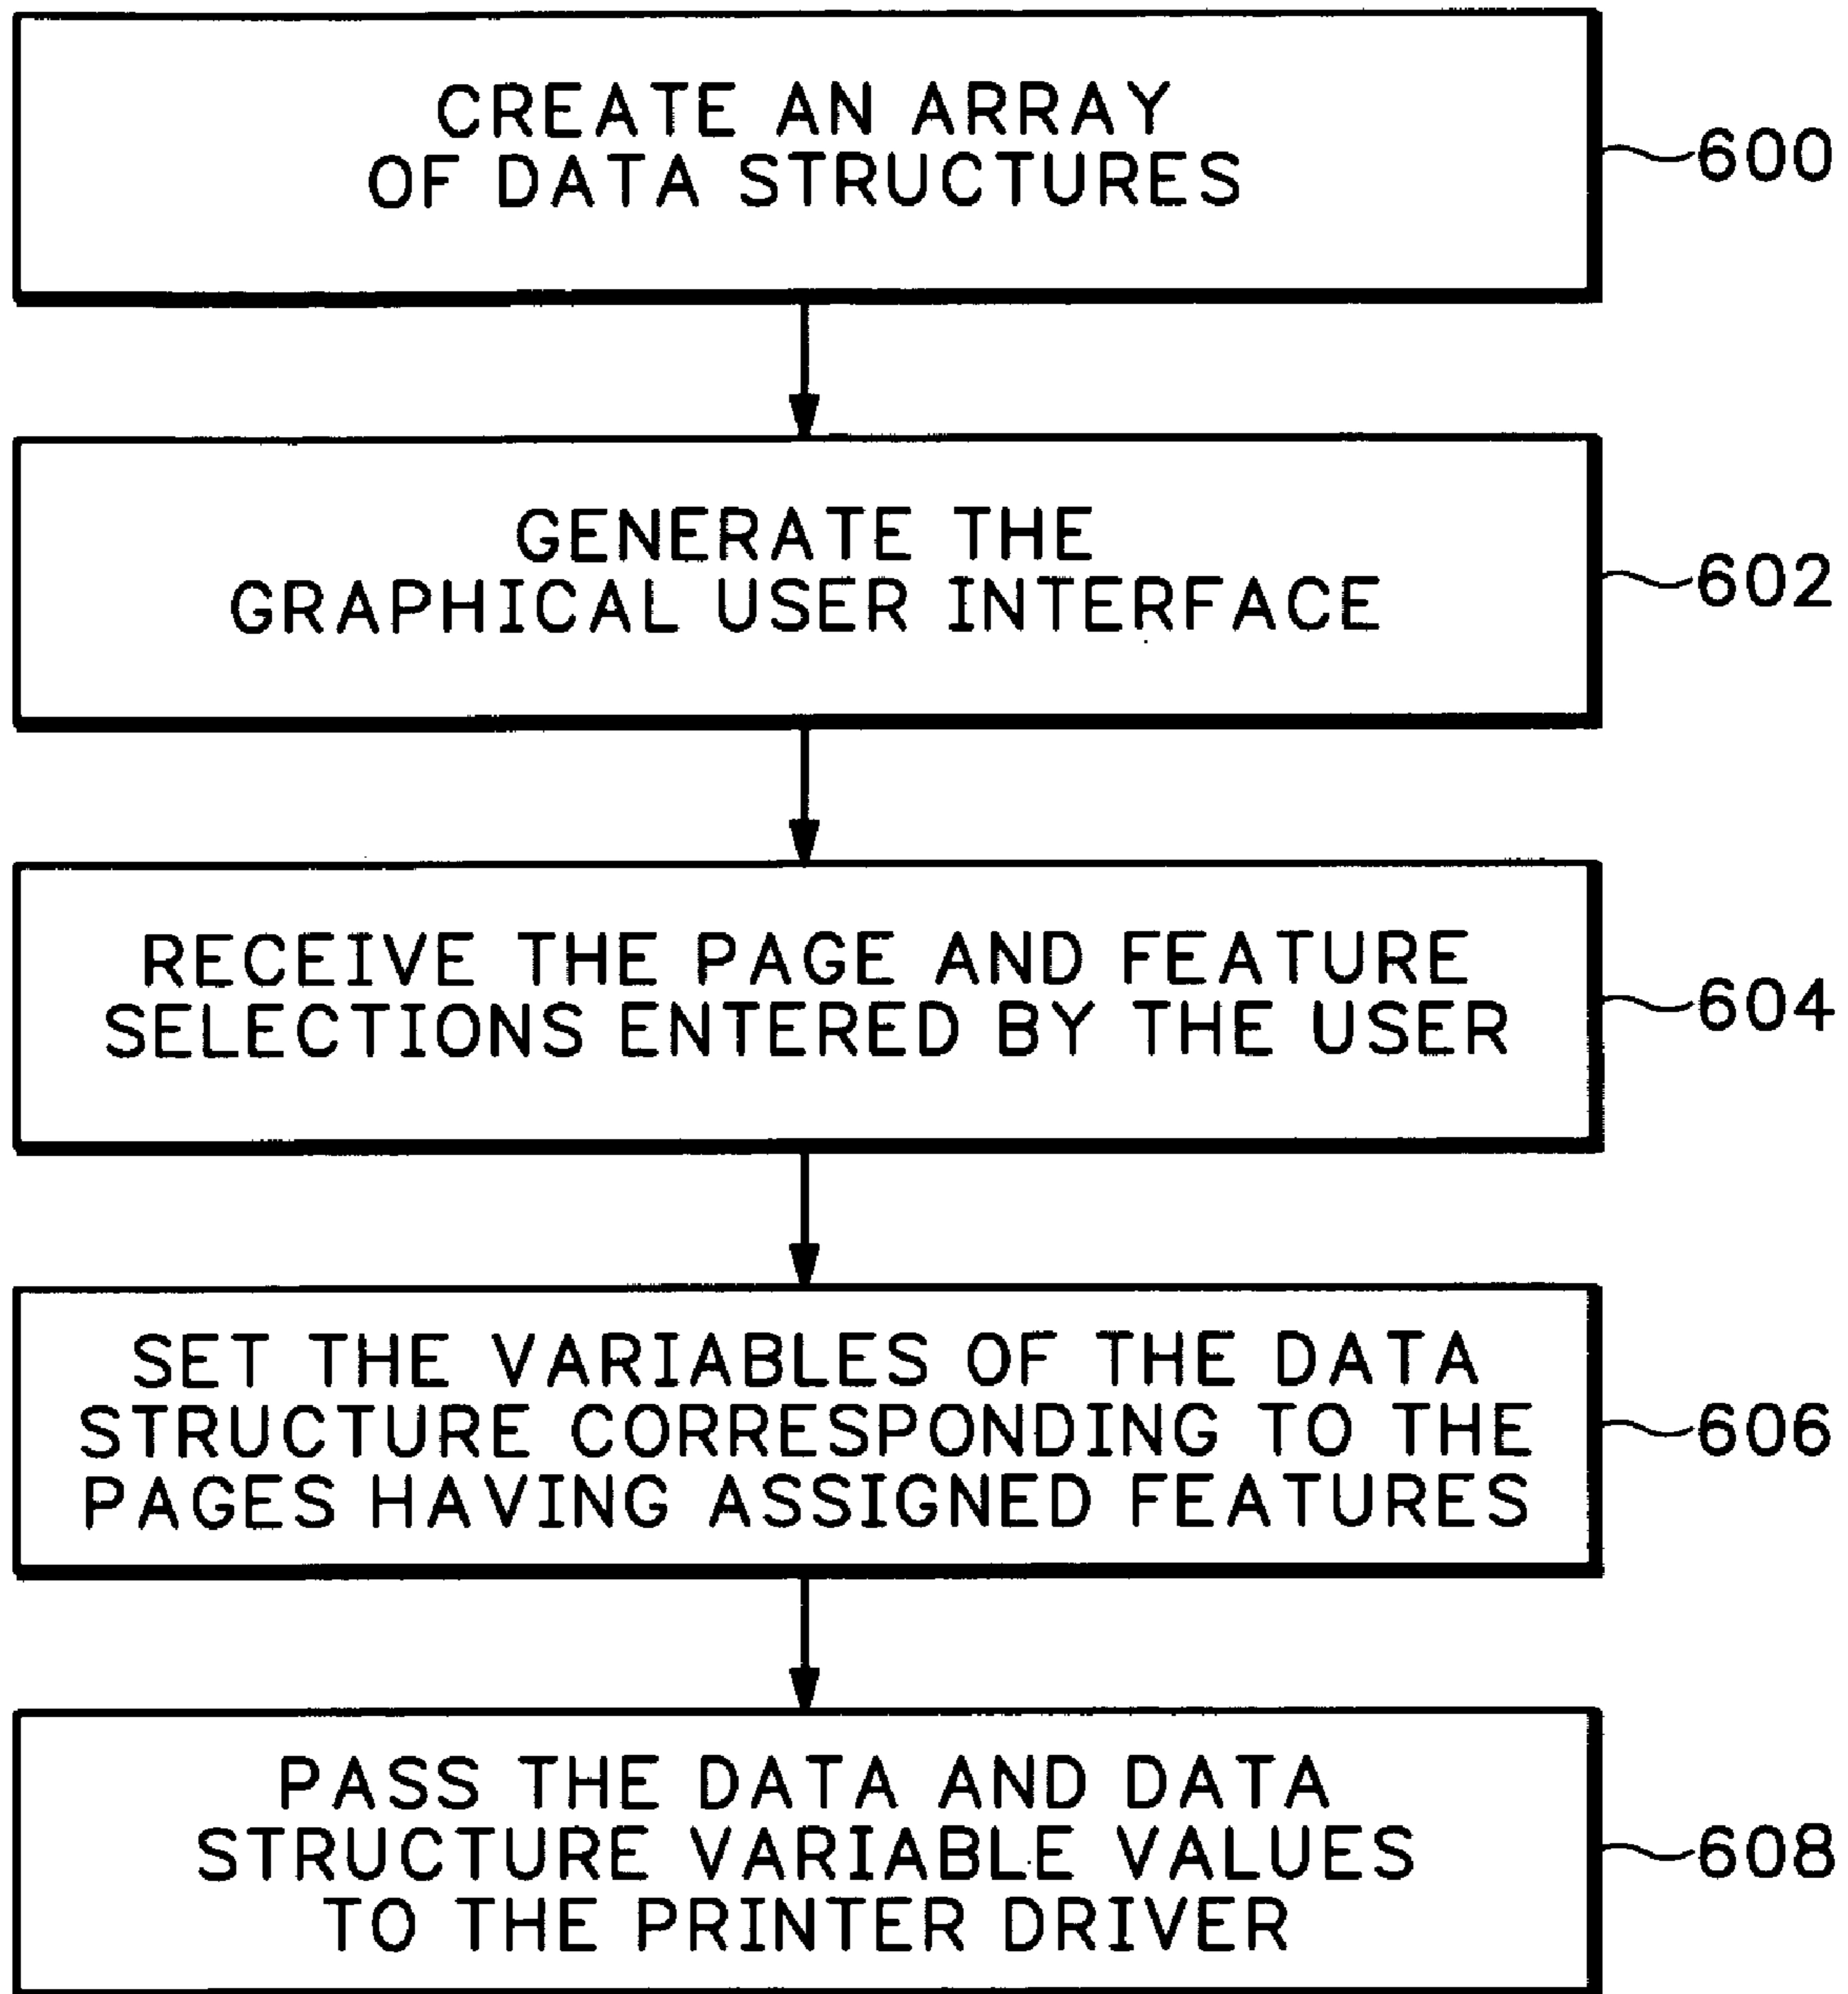 CREATE AN ARRAY
OF DATA STRUCTURES
600
GENERATE THE
GRAPHICAL USER INTERFACE
602
RECEIVE THE PAGE AND FEATURE
SELECTIONS ENTERED BY THE USER
604
SET THE VARIABLES OF THE DATA
STRUCTURE CORRESPONDING TO THE
PAGES HAVING ASSIGNED FEATURES
606
PASS THE DATA AND DATA
STRUCTURE VARIABLE VALUES
TO THE PRINTER DRIVER
608